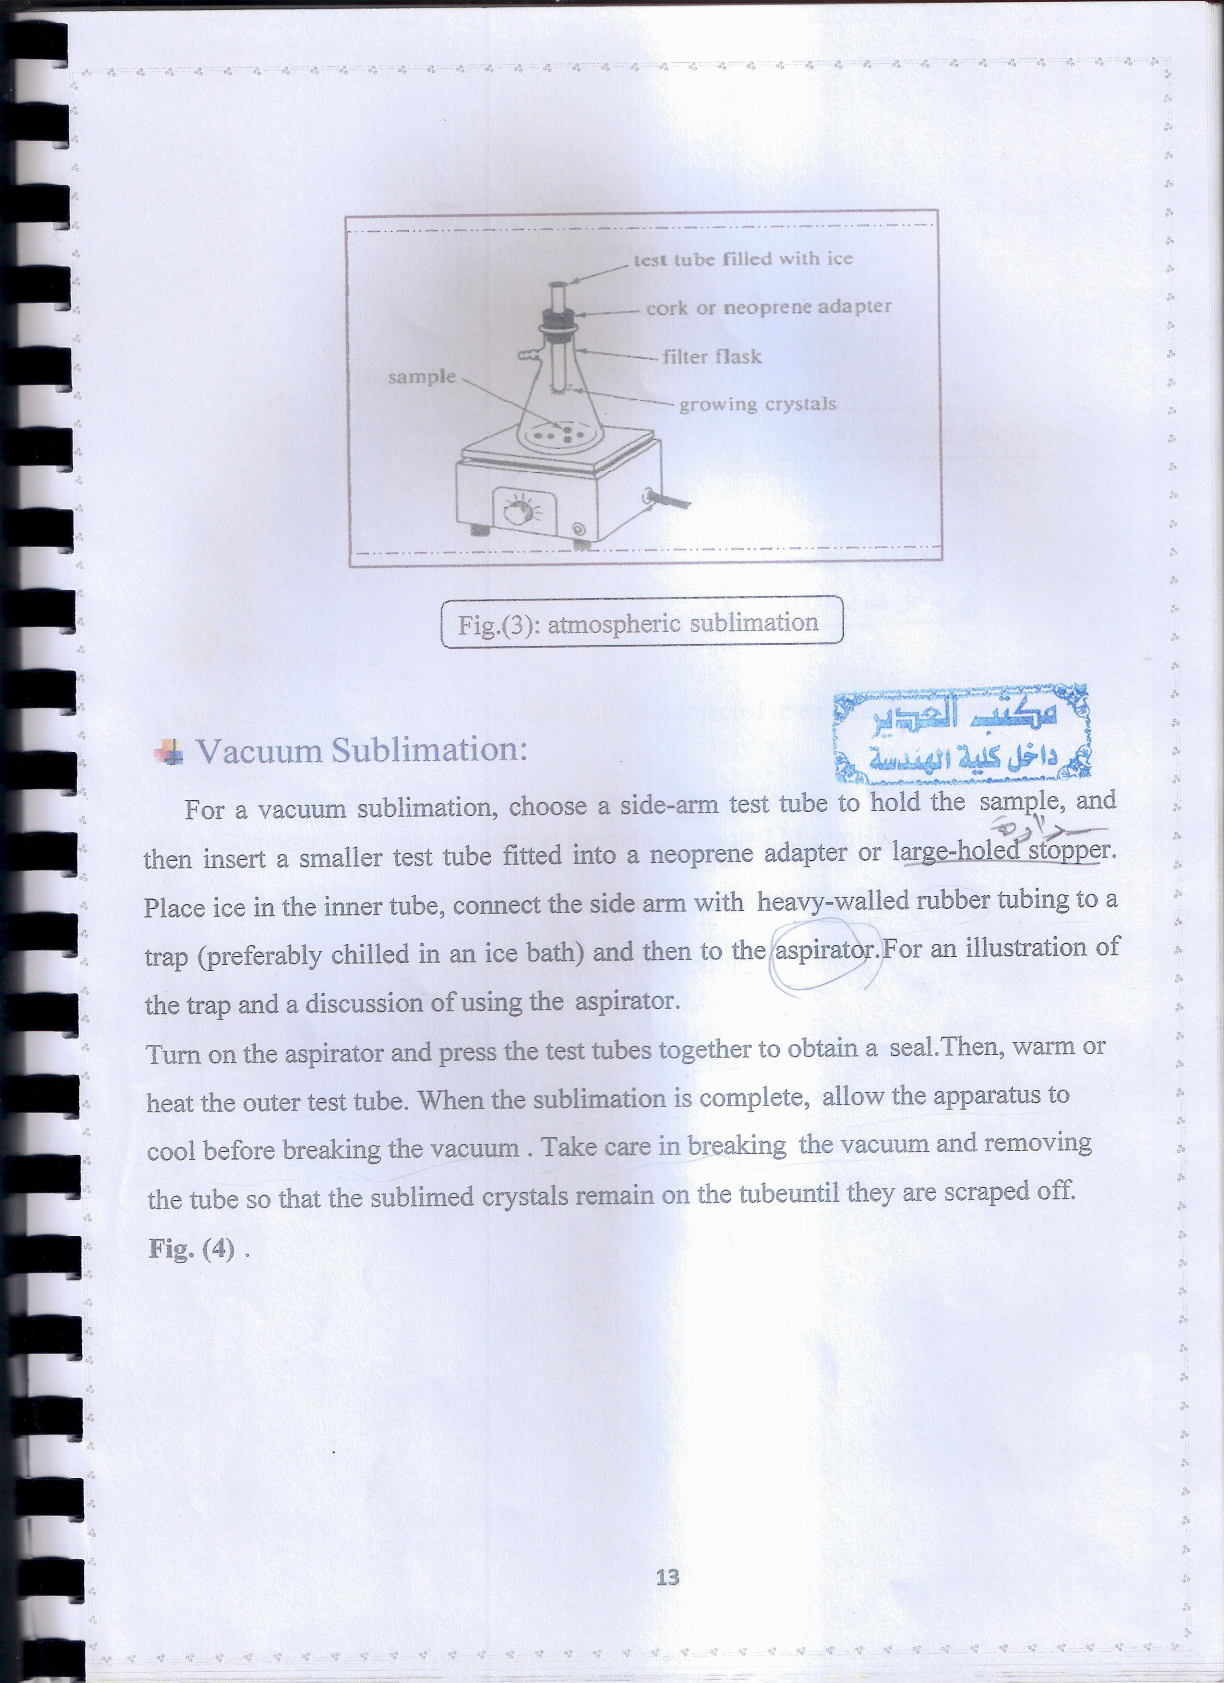 test tube filled with ice
cork or neoprene adapter
filter flask
sample
growing crystals
Fig.(3): atmospheric sublimation
مكتب الغدير
داخل كلية الهندسة
Vacuum Sublimation:
For a vacuum sublimation, choose a side-arm test tube to hold the sample, and
سدادة
then insert a smaller test tube fitted into a neoprene adapter or large-holed stopper.
Place ice in the inner tube, connect the side arm with heavy-walled rubber tubing to a
trap (preferably chilled in an ice bath) and then to the aspirator.For an illustration of
the trap and a discussion of using the aspirator.
Turn on the aspirator and press the test tubes together to obtain a seal.Then, warm or
heat the outer test tube. When the sublimation is complete, allow the apparatus to
cool before breaking the vacuum . Take care in breaking the vacuum and removing
the tube so that the sublimed crystals remain on the tubeuntil they are scraped off.
Fig. (4) .
13